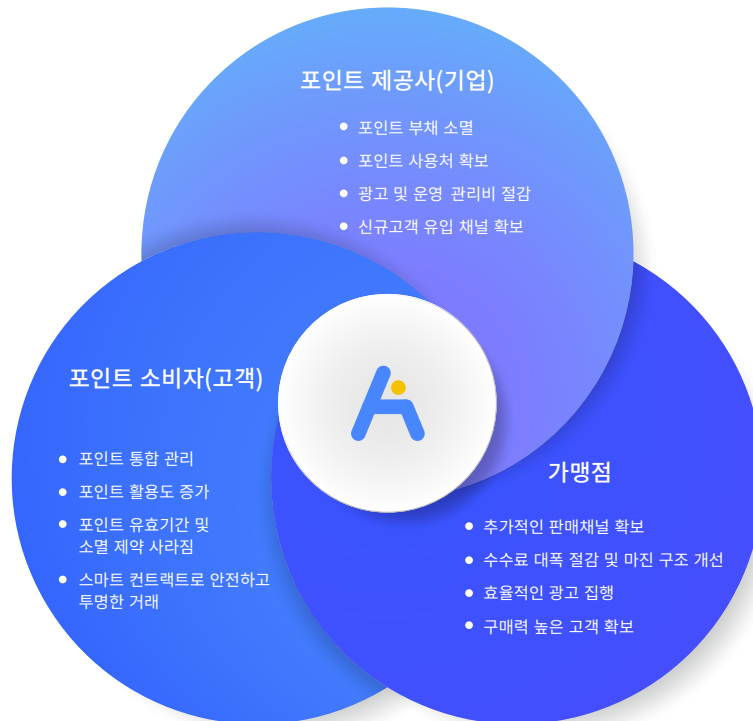 포인트 제공사(기업)
● 포인트 부채 소멸
● 포인트 사용처 확보
● 광고 및 운영 관리비 절감
● 신규고객 유입 채널 확보
포인트 소비자(고객)
● 포인트 통합 관리
● 포인트 활용도 증가
● 포인트 유효기간 및
소멸 제약 사라짐
● 스마트 컨트랙트로 안전하고
투명한 거래
가맹점
● 추가적인 판매채널 확보
● 수수료 대폭 절감 및 마진 구조 개선
● 효율적인 광고 집행
● 구매력 높은 고객 확보